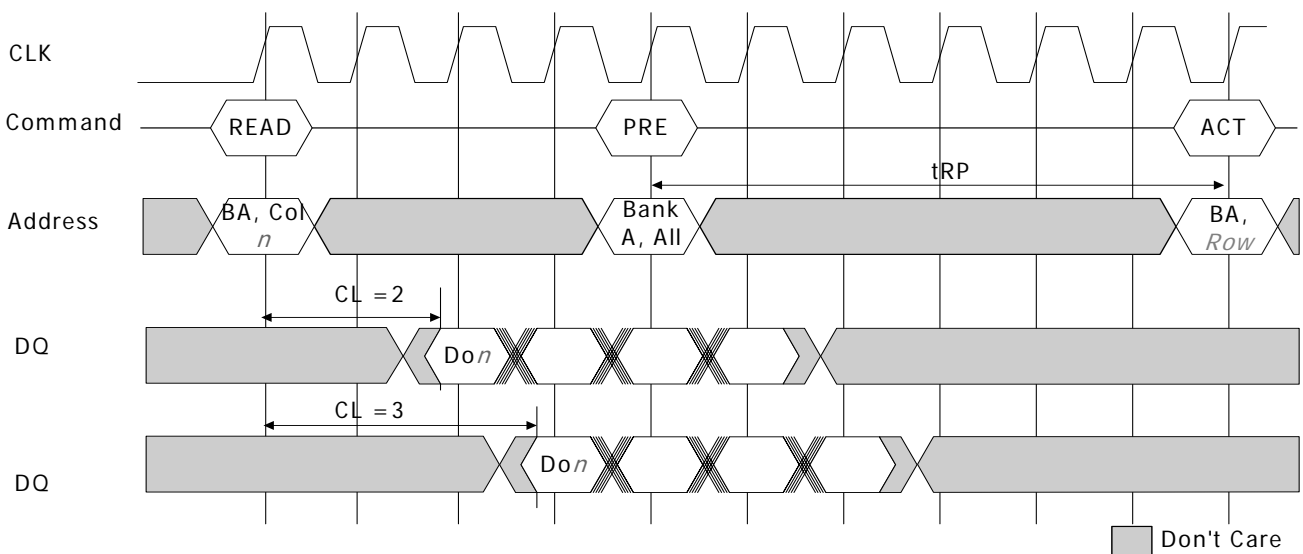 CLK
Command
READ
PRE
ACT
tRP
Address
BA, Col
n
Bank
A, All
BA,
Row
CL =2
DQ
Don
CL =3
DQ
Don
Don't Care